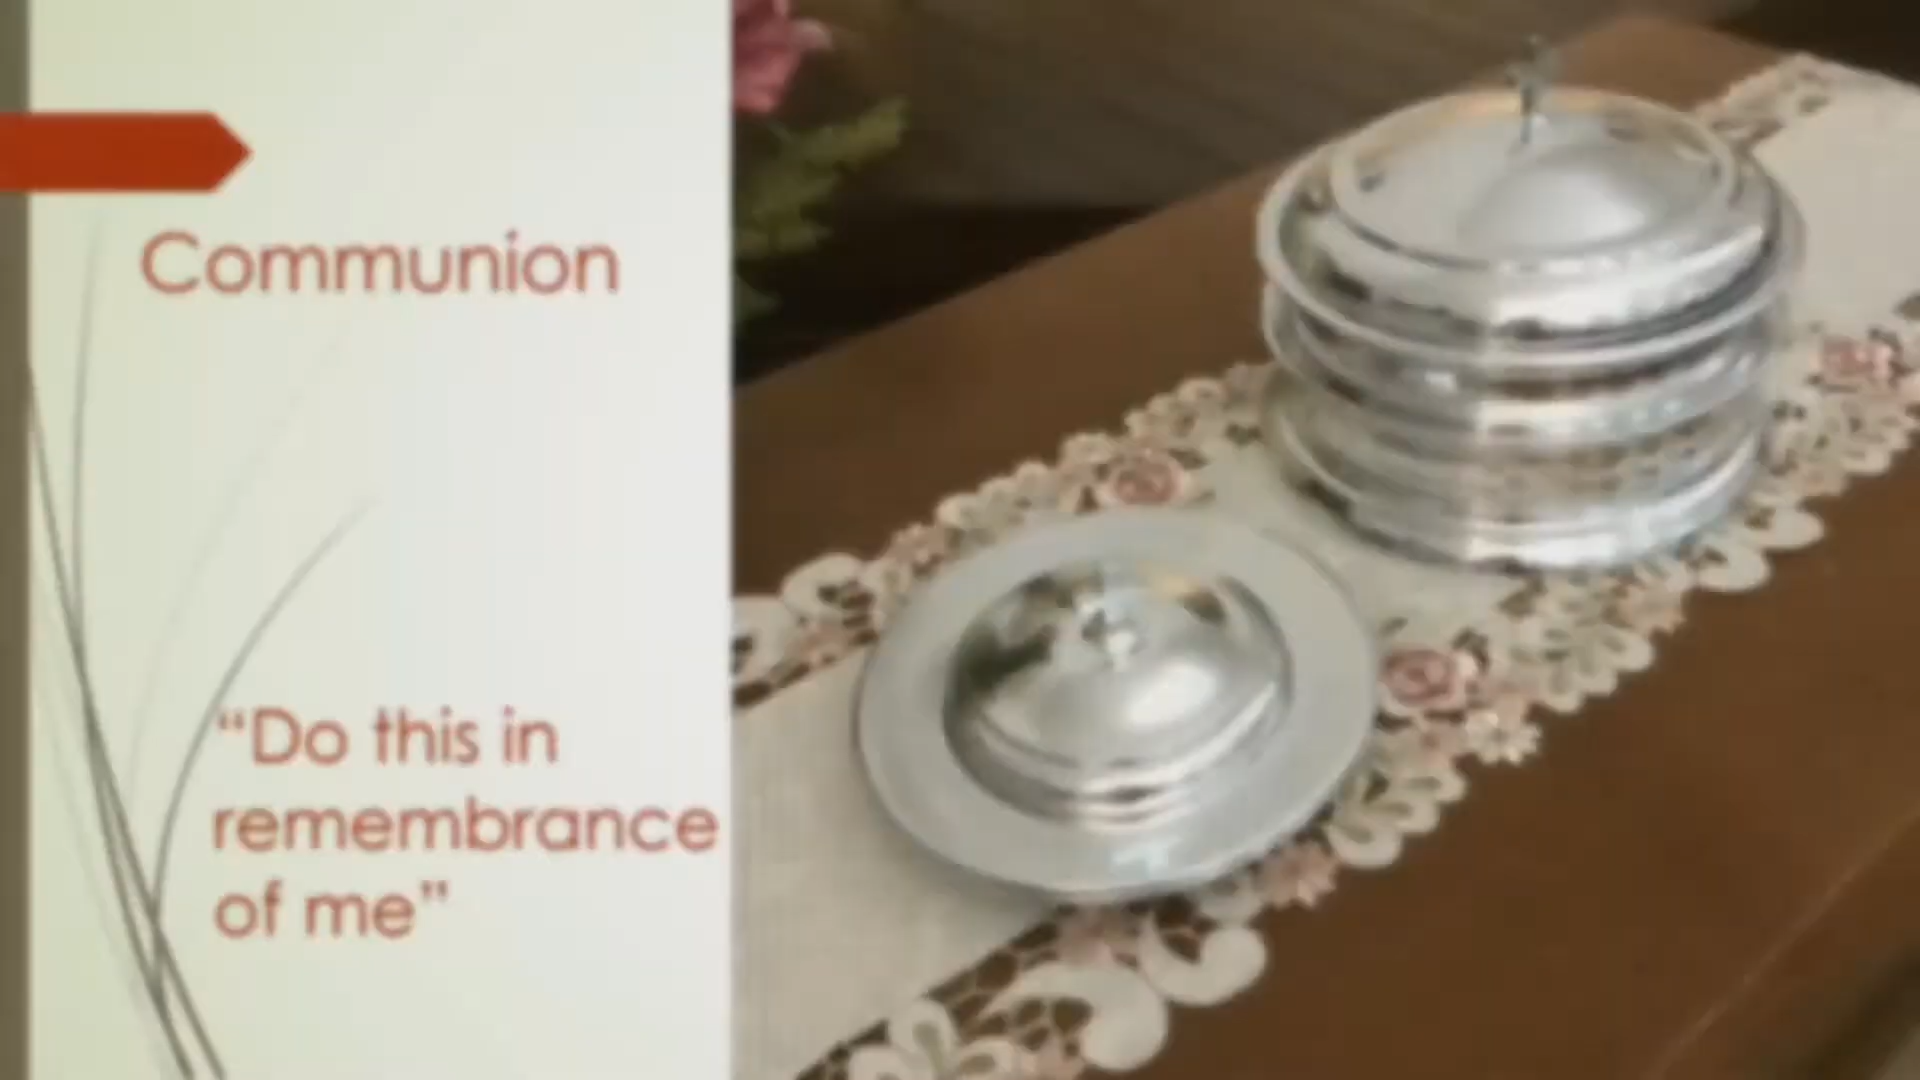 Communion
“Do this in
remembrance
of me”